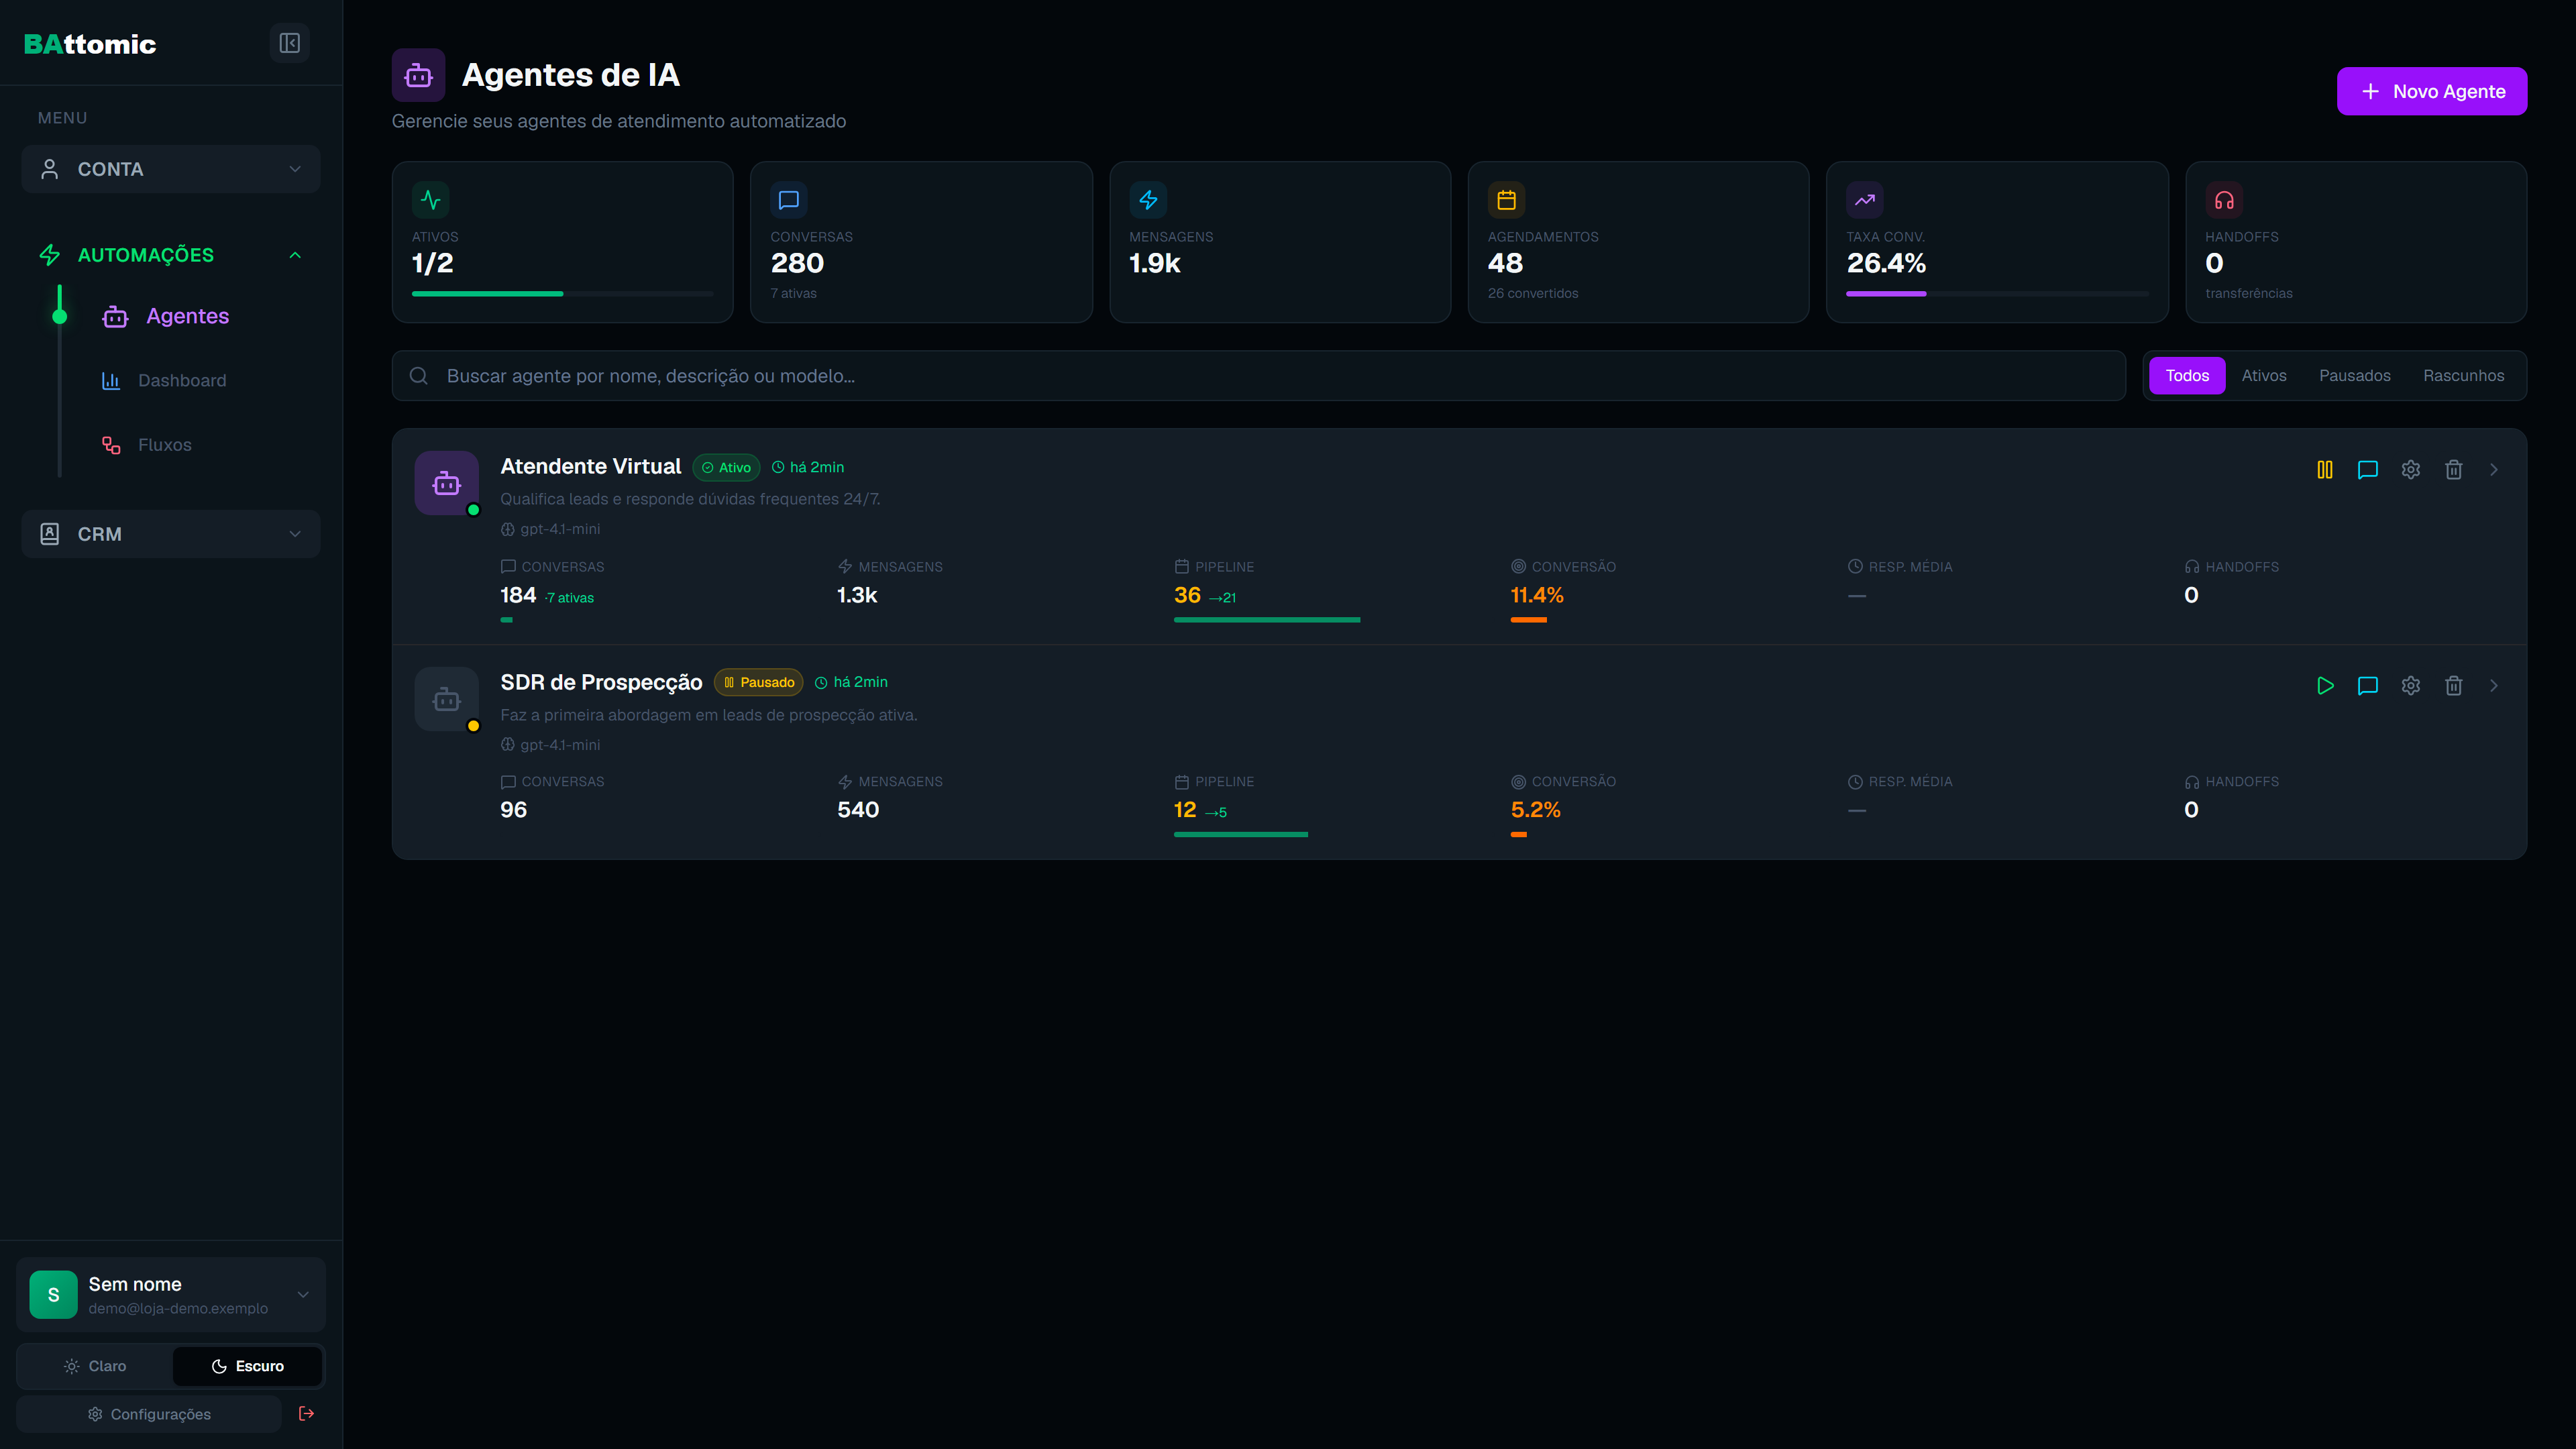 BAttomic
MENU
CONTA
AUTOMAÇÕES
Agentes
Dashboard
Fluxos
CRM
Sem nome
S
demo@loja-demo.exemplo
Claro
Escuro
Configurações
Agentes de IA
Gerencie seus agentes de atendimento automatizado
Novo Agente
ATIVOS
1/2
CONVERSAS
280
7 ativas
MENSAGENS
1.9k
AGENDAMENTOS
48
26 convertidos
TAXA CONV.
26.4%
HANDOFFS
0
transferências
Buscar agente por nome, descrição ou modelo...
Todos Ativos Pausados Rascunhos
Atendente Virtual Ativo há 2min
Qualifica leads e responde dúvidas frequentes 24/7.
gpt-4.1-mini
CONVERSAS MENSAGENS PIPELINE CONVERSÃO RESP. MÉDIA HANDOFFS
184 ·7 ativas 1.3k 36 →21 11.4% — 0
SDR de Prospecção Pausado há 2min
Faz a primeira abordagem em leads de prospecção ativa.
gpt-4.1-mini
CONVERSAS MENSAGENS PIPELINE CONVERSÃO RESP. MÉDIA HANDOFFS
96 540 12 →5 5.2% — 0